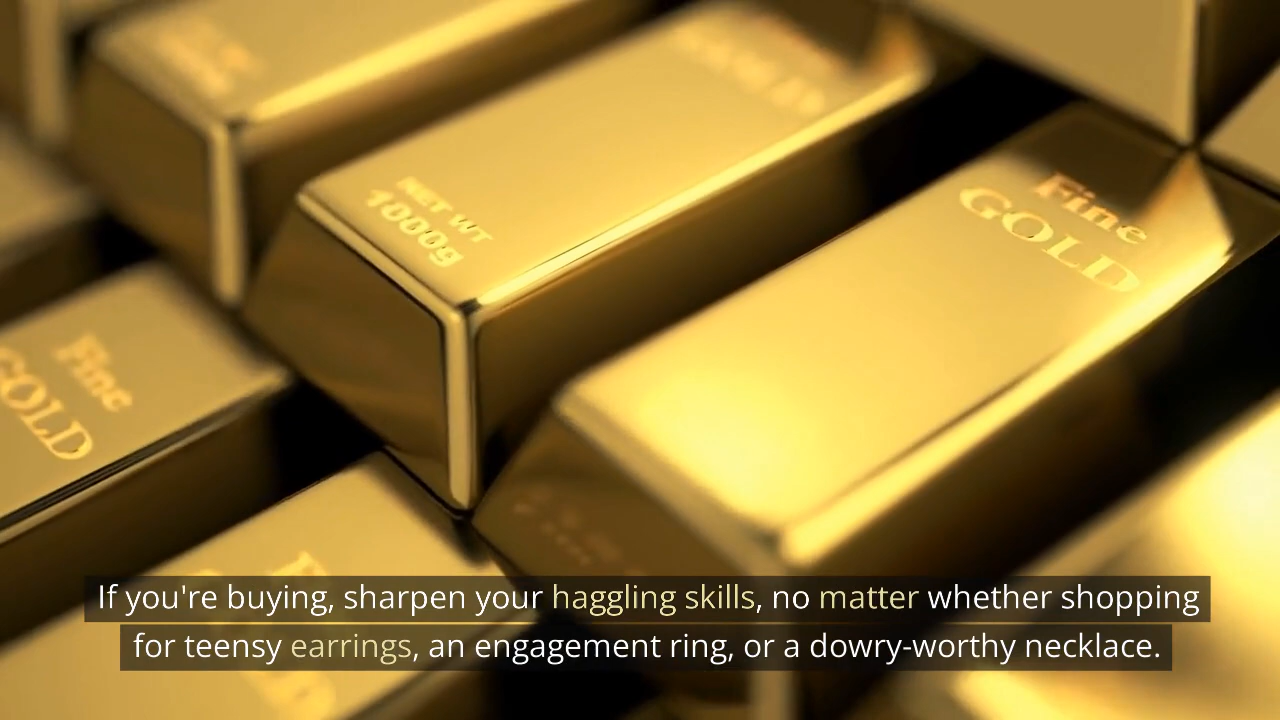 NET WT
1000g
Fine
GOLD
Fine
GOLD
If you're buying, sharpen your haggling skills, no matter whether shopping
for teensy earrings, an engagement ring, or a dowry-worthy necklace.